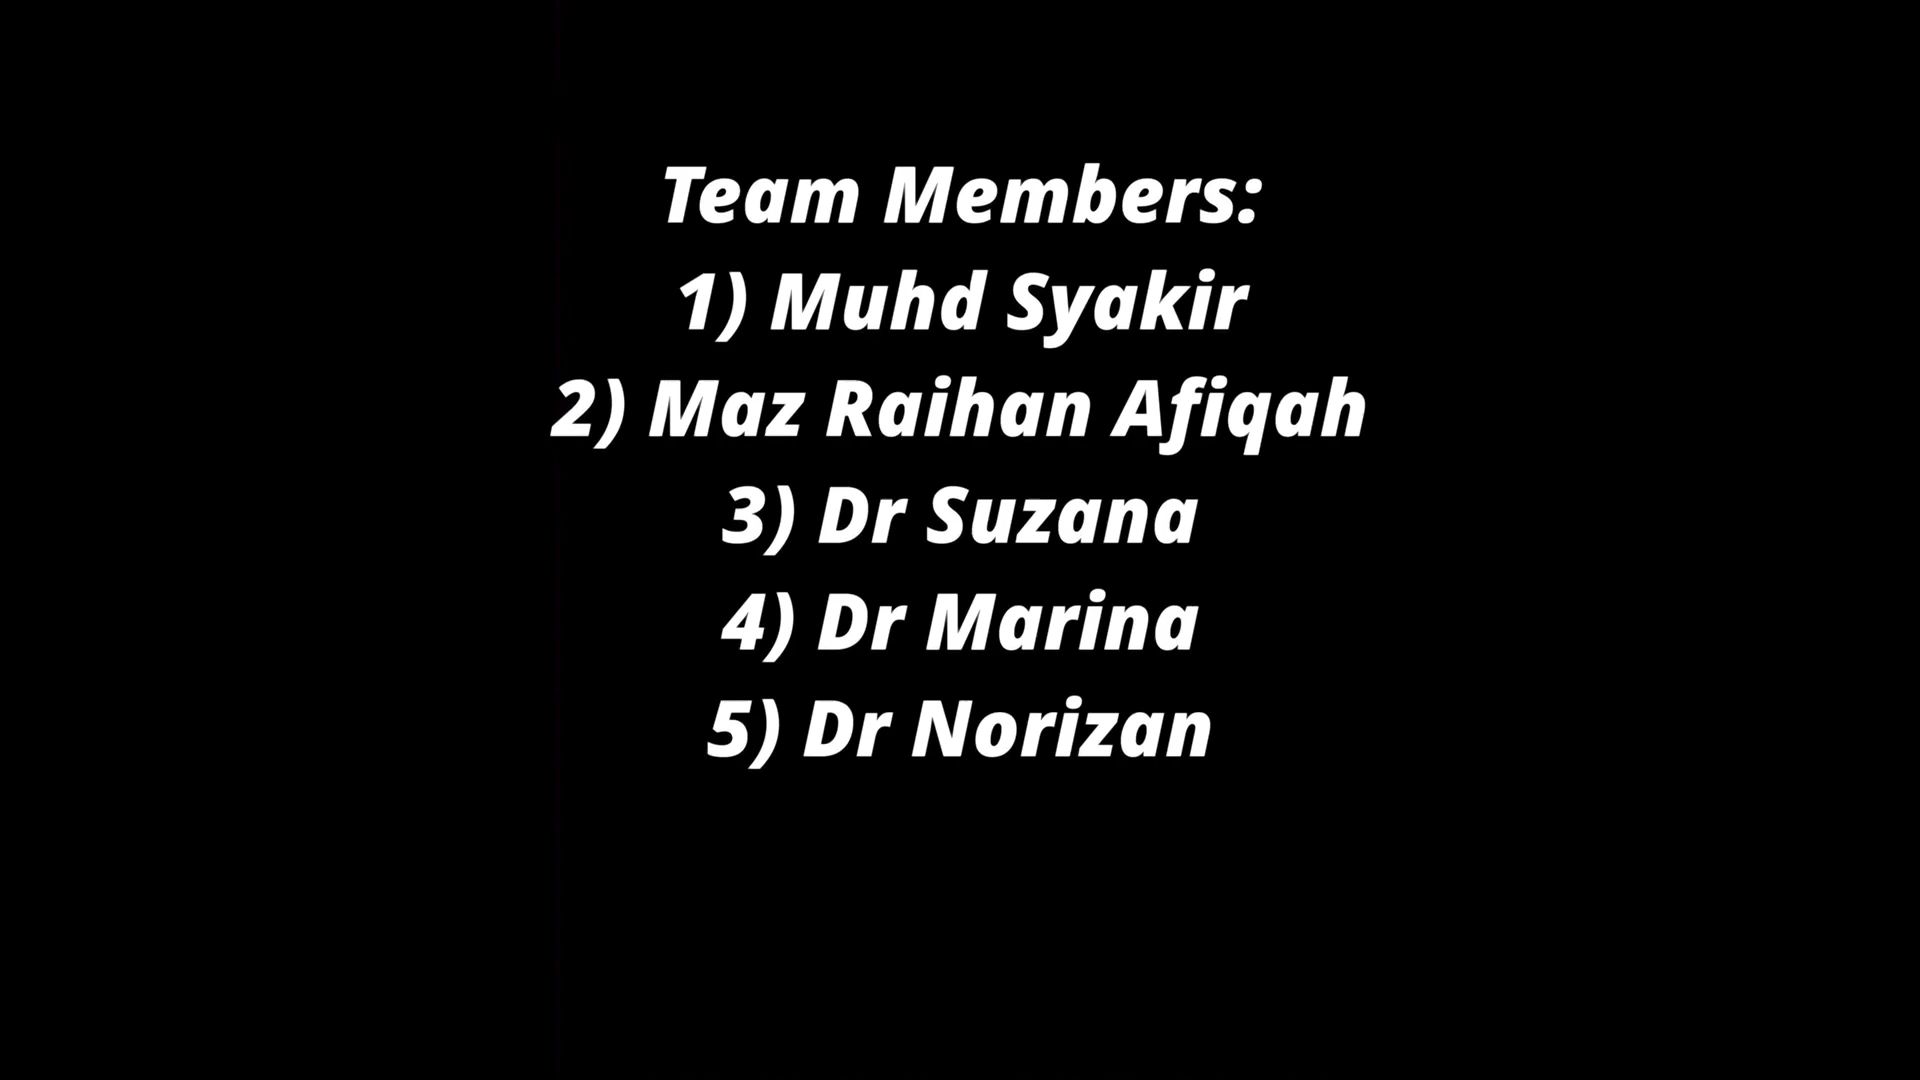 Team Members:
1) Muhd Syakir
2) Maz Raihan Afiqah
3) Dr Suzana
4) Dr Marina
5) Dr Norizan